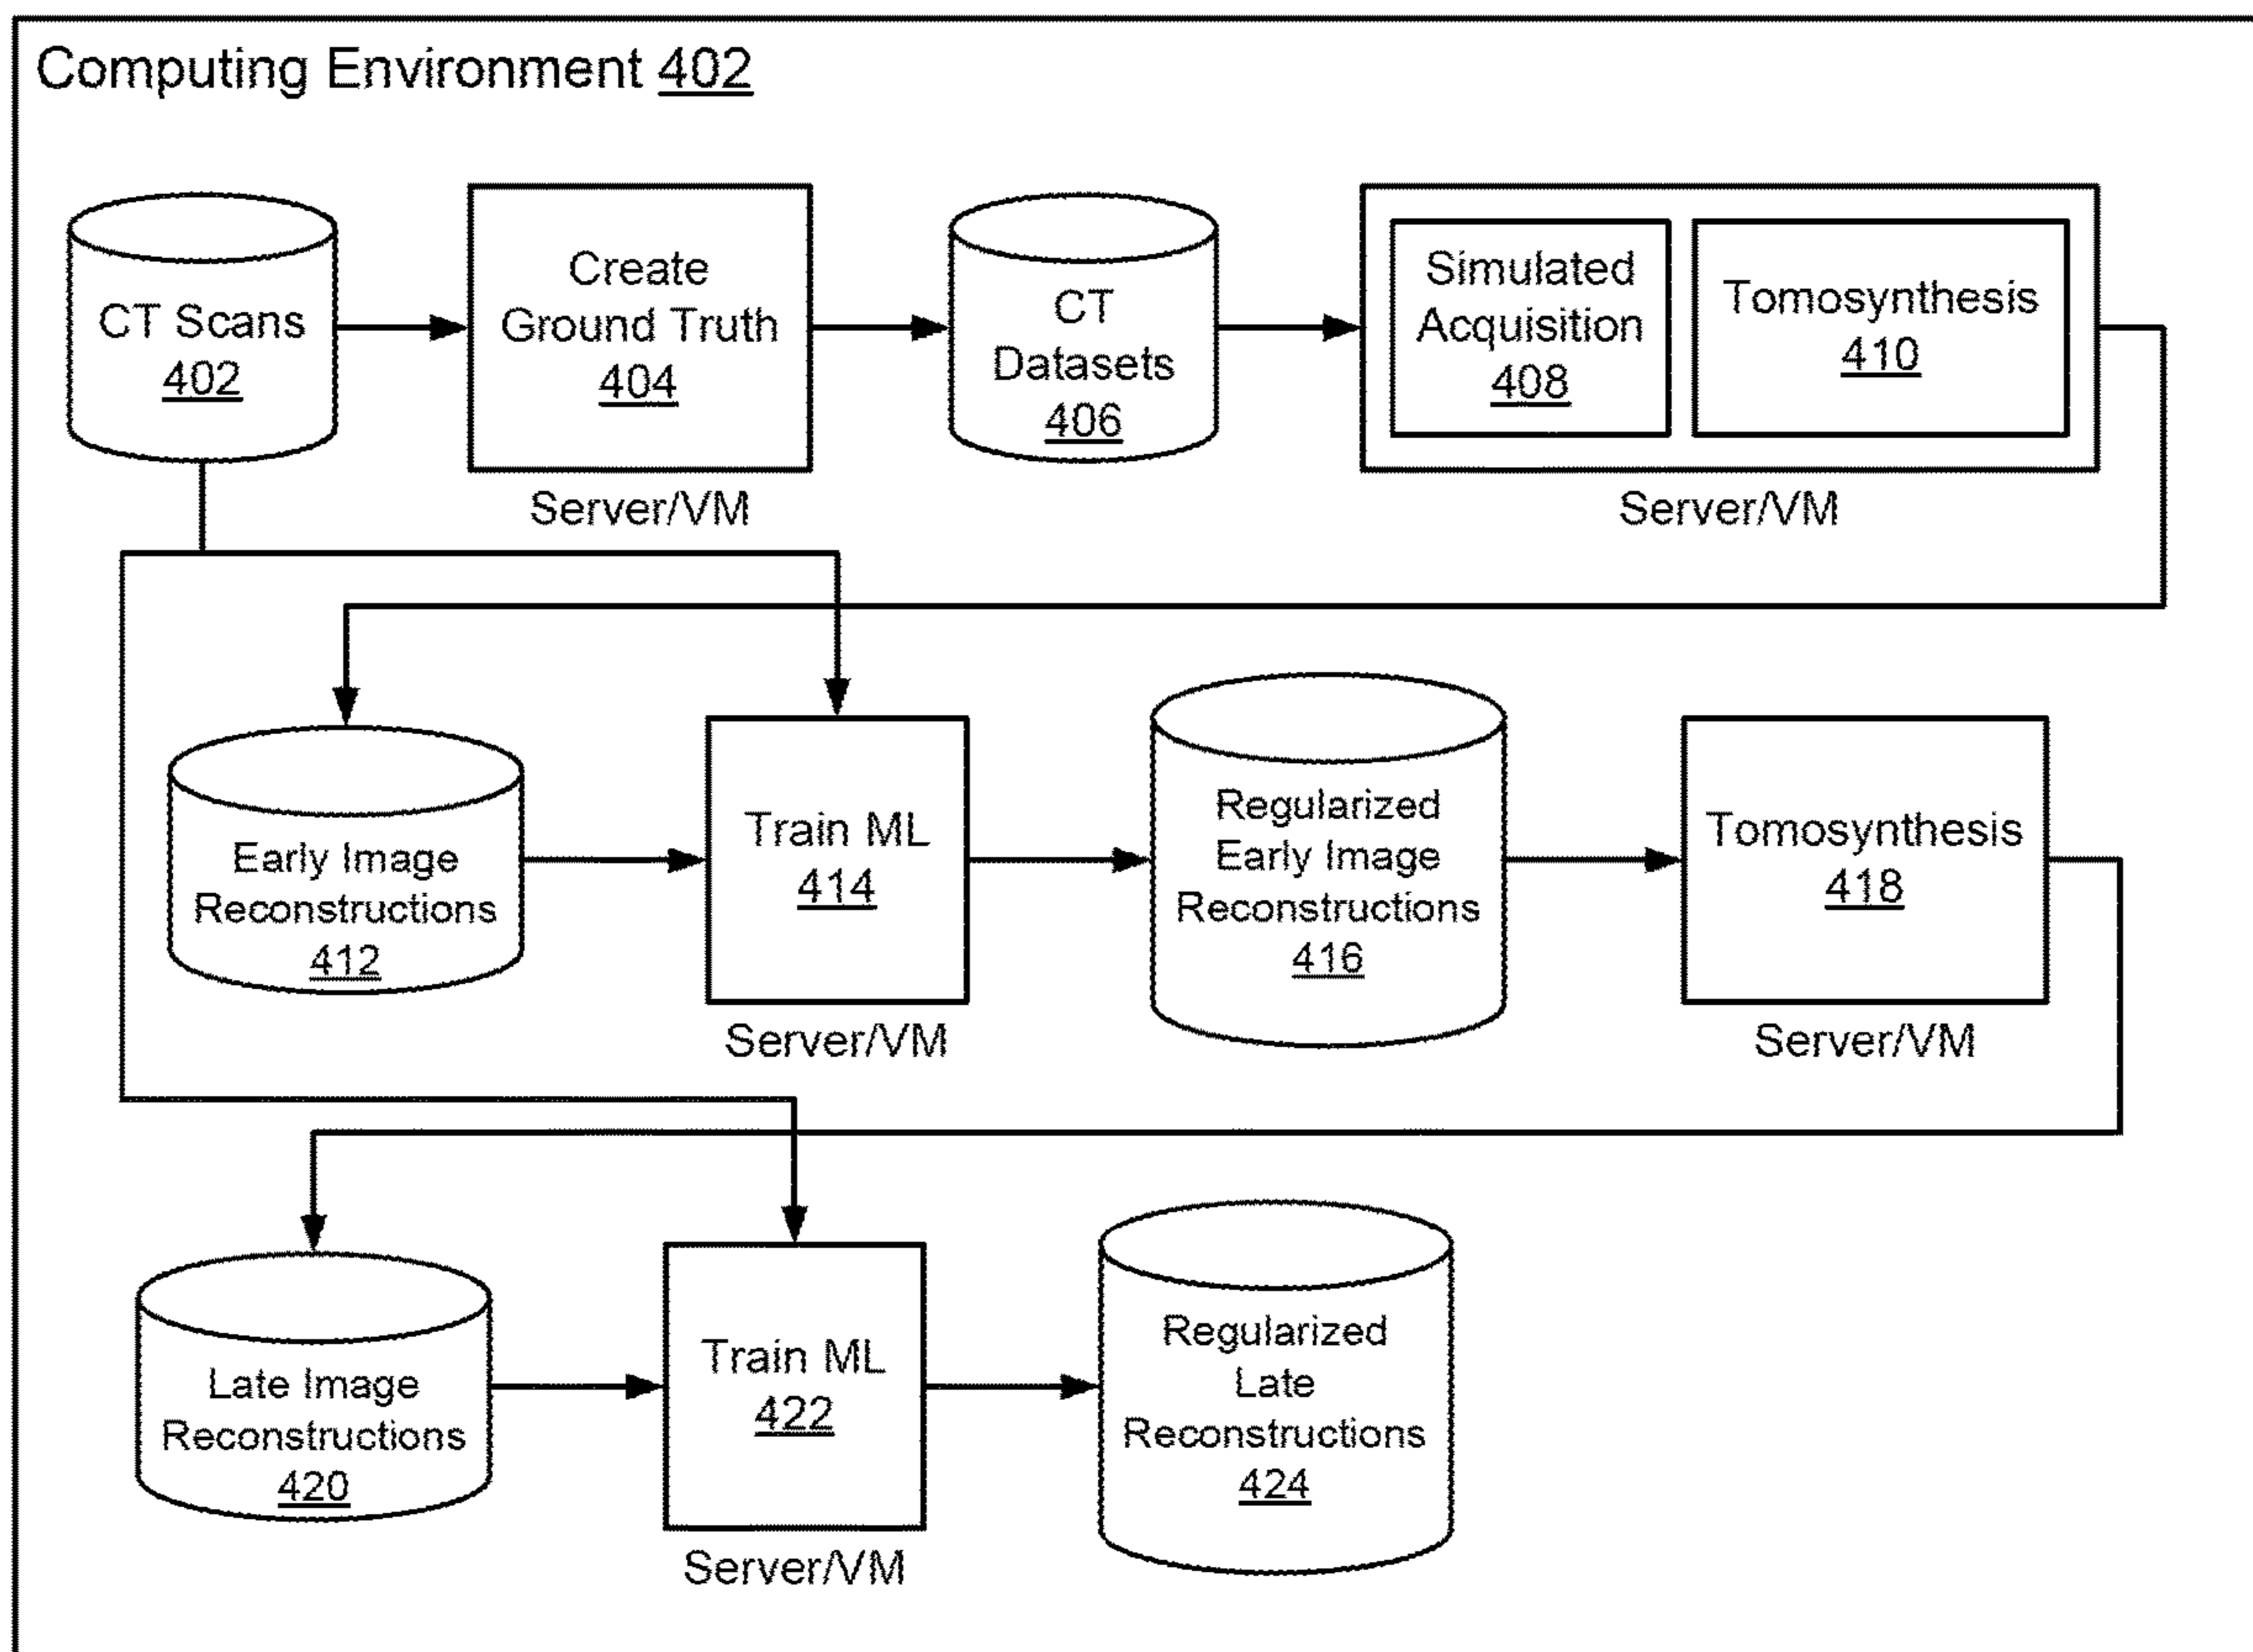 Computing Environment 402
CT Scans
402
Create
Ground Truth
404
Server/VM
CT
Datasets
406
Simulated
Acquisition
408
Tomosynthesis
410
Server/VM
Early Image
Reconstructions
412
Train ML
414
Server/VM
Regularized
Early Image
Reconstructions
416
Tomosynthesis
418
Server/VM
Late Image
Reconstructions
420
Train ML
422
Server/VM
Regularized
Late
Reconstructions
424